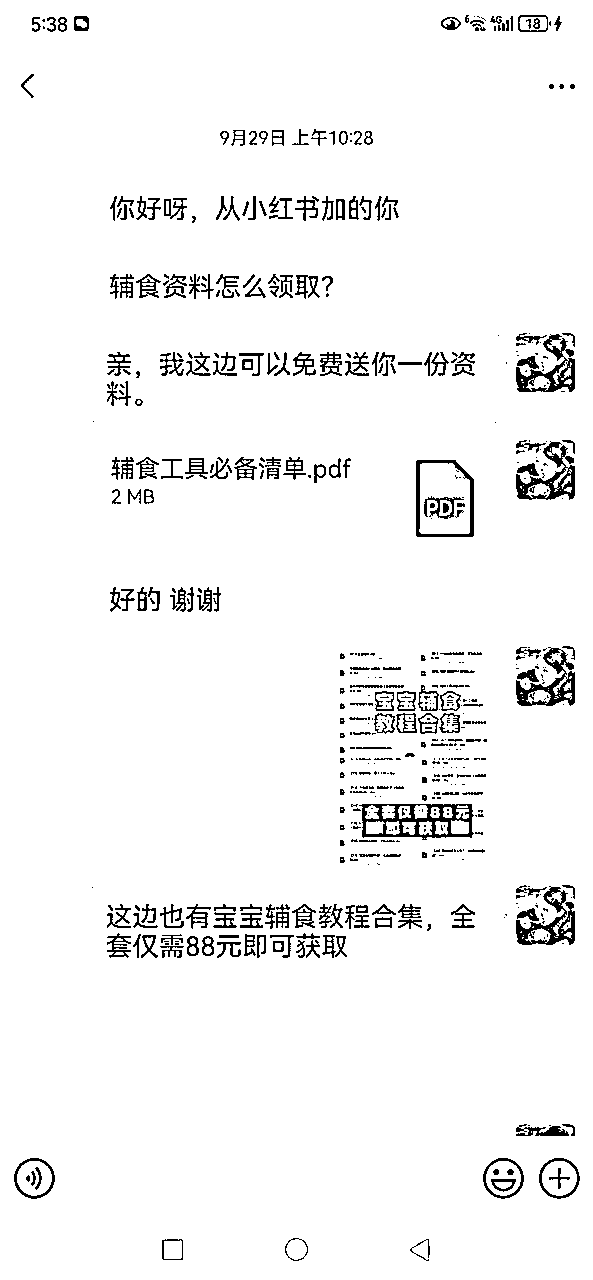 5:38
6 4G 18
9月29日 上午10:28
你好呀，从小红书加的你
辅食资料怎么领取？
亲，我这边可以免费送你一份资
料。
辅食工具必备清单.pdf
2 MB
PDF
好的 谢谢
宝宝辅食
教程合集
全套仅需88元
即可获取
这边也有宝宝辅食教程合集，全
套仅需88元即可获取